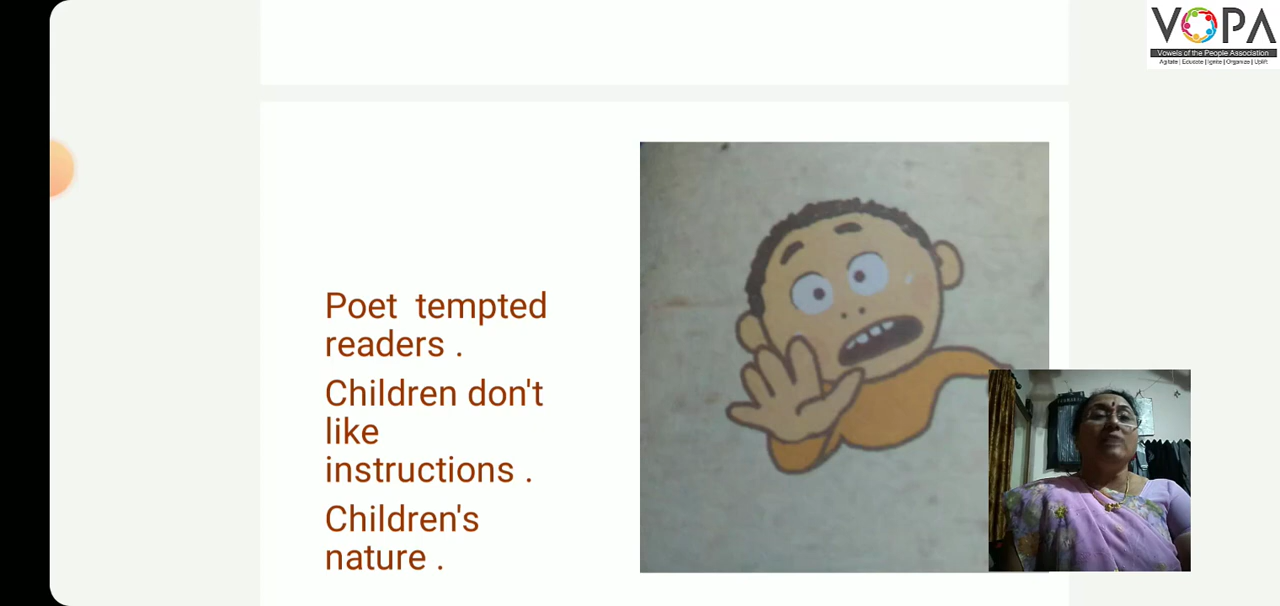 VOPA
Vowels of the People Association
Agitate | Educate | Ignite | Organize | Uplift
Poet tempted
readers .
Children don't
like
instructions .
Children's
nature .